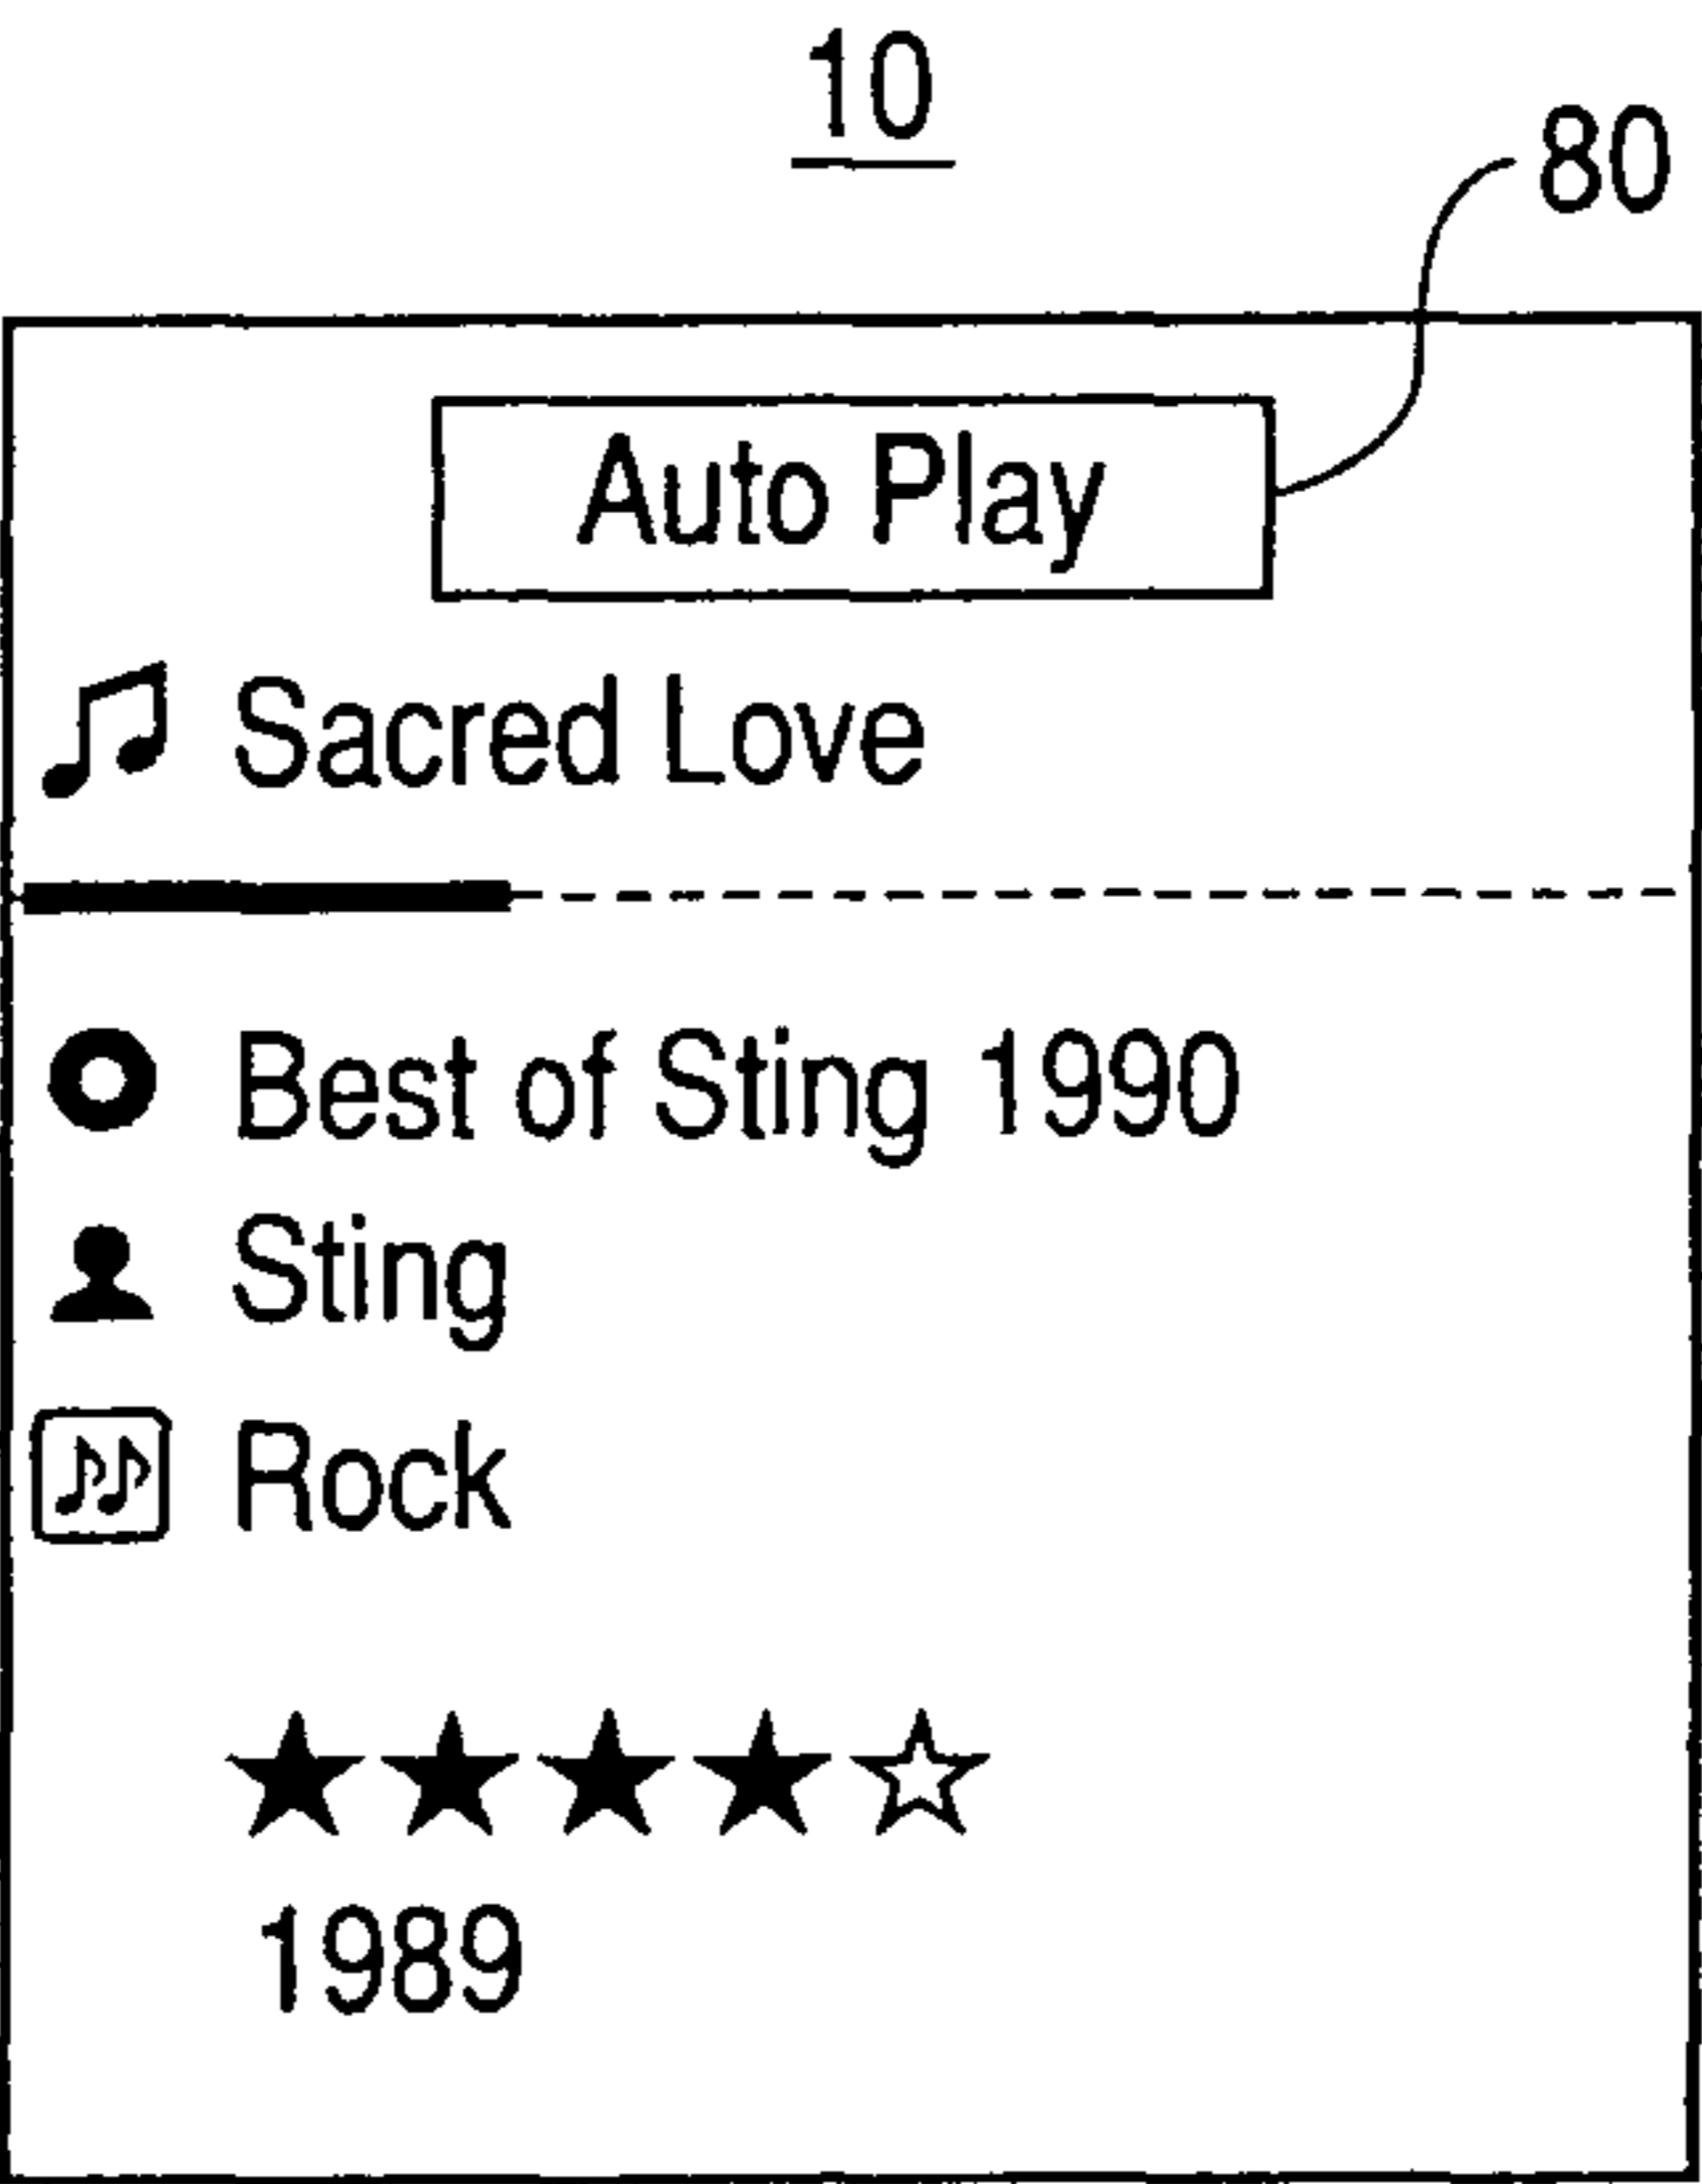 10
80
Auto Play
Sacred Love
Best of Sting 1990
Sting
Rock
1989